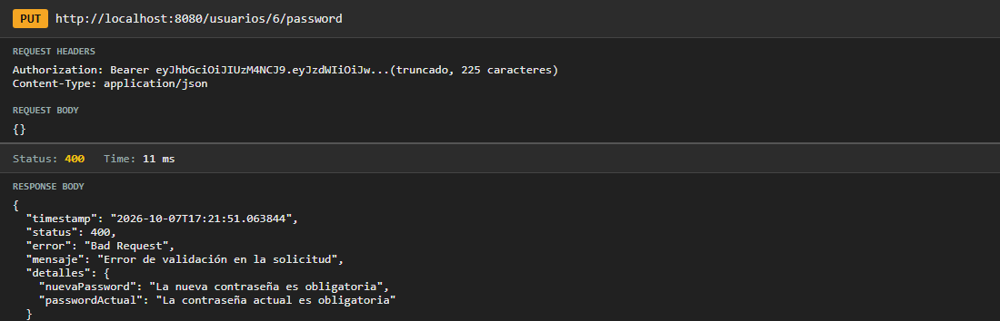 PUT http://localhost:8080/usuarios/6/password
REQUEST HEADERS
Authorization: Bearer eyJhbGciOiJIUzM4NCJ9.eyJzdWIiOiJw...(truncado, 225 caracteres)
Content-Type: application/json
REQUEST BODY
{}
Status: 400 Time: 11 ms
RESPONSE BODY
{
  "timestamp": "2026-10-07T17:21:51.063844",
  "status": 400,
  "error": "Bad Request",
  "mensaje": "Error de validación en la solicitud",
  "detalles": {
    "nuevaPassword": "La nueva contraseña es obligatoria",
    "passwordActual": "La contraseña actual es obligatoria"
  }